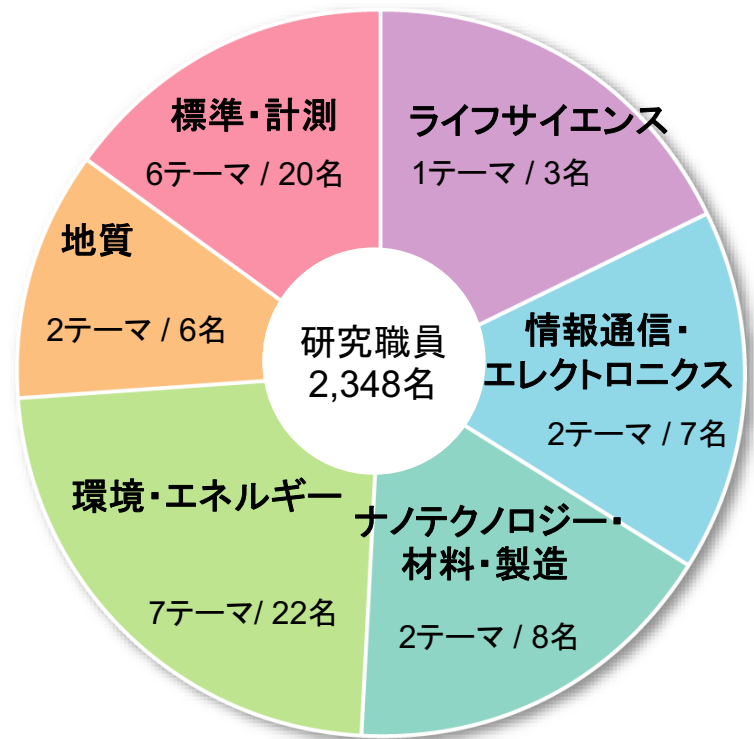 標準・計測
6テーマ / 20名
ライフサイエンス
1テーマ / 3名
地質
2テーマ / 6名
研究職員
2,348名
情報通信・
エレクトロニクス
2テーマ / 7名
環境・エネルギー
7テーマ/ 22名
ナノテクノロジー・
材料・製造
2テーマ / 8名